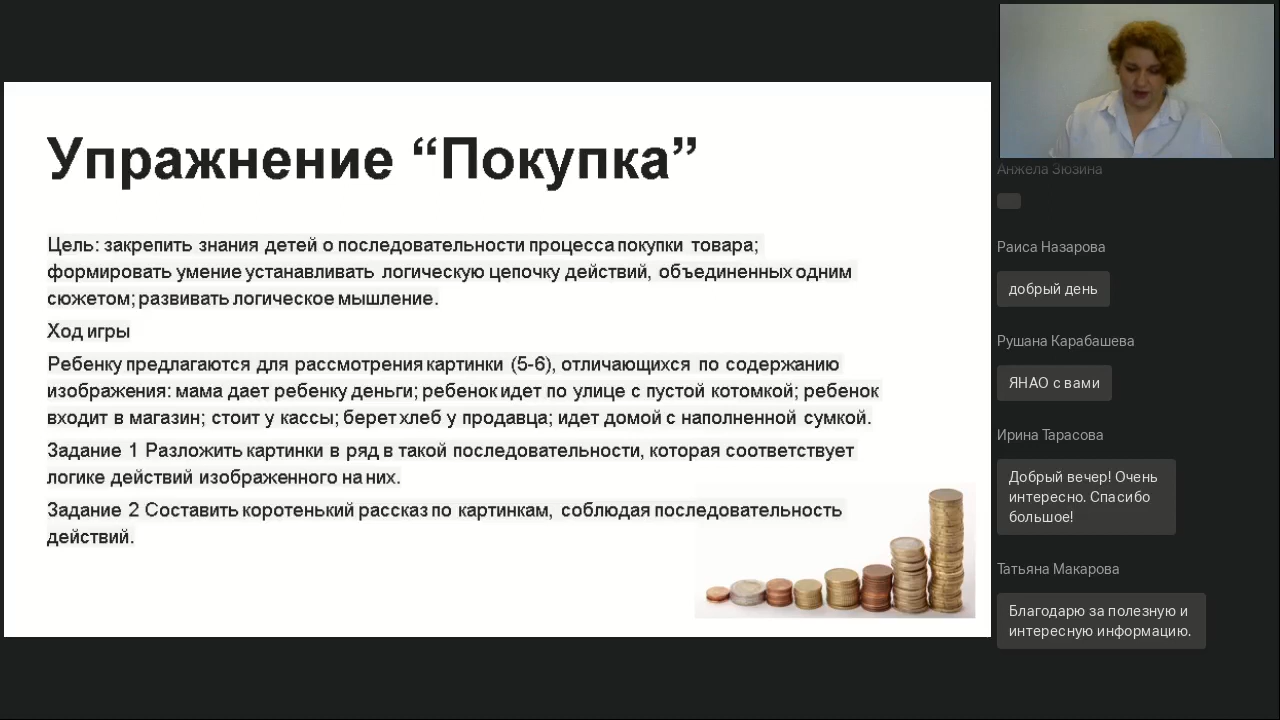 Упражнение “Покупка”
Цель: закрепить знания детей о последовательности процесса покупки товара;
формировать умение устанавливать логическую цепочку действий, объединенных одним
сюжетом; развивать логическое мышление.
Ход игры
Ребенку предлагаются для рассмотрения картинки (5-6), отличающихся по содержанию
изображения: мама дает ребенку деньги; ребенок идет по улице с пустой котомкой; ребенок
входит в магазин; стоит у кассы; берет хлеб у продавца; идет домой с наполненной сумкой.
Задание 1 Разложить картинки в ряд в такой последовательности, которая соответствует
логике действий изображенного на них.
Задание 2 Составить коротенький рассказ по картинкам, соблюдая последовательность
действий.
Анжела Зюзина
Раиса Назарова
добрый день
Рушана Карабашева
ЯНАО с вами
Ирина Тарасова
Добрый вечер! Очень
интересно. Спасибо
большое!
Татьяна Макарова
Благодарю за полезную и
интересную информацию.